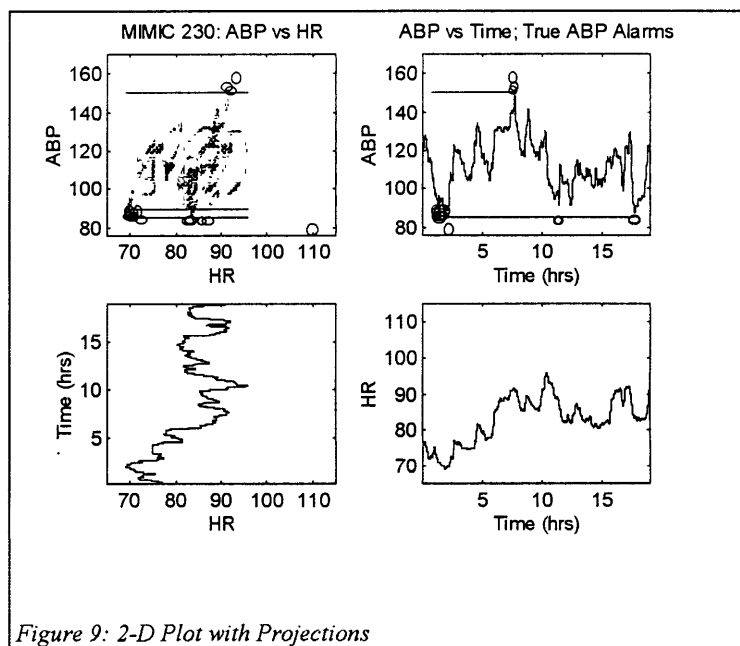 MIMIC 230: ABP vs HR
ABP vs Time; True ABP Alarms
160
140
120
100
80
ABP
70 80 90 100 110
HR
160
140
120
100
80
ABP
5 10 15
Time (hrs)
15
10
5
Time (hrs)
70 80 90 100 110
HR
110
100
90
80
70
HR
5 10 15
Time (hrs)
Figure 9: 2-D Plot with Projections